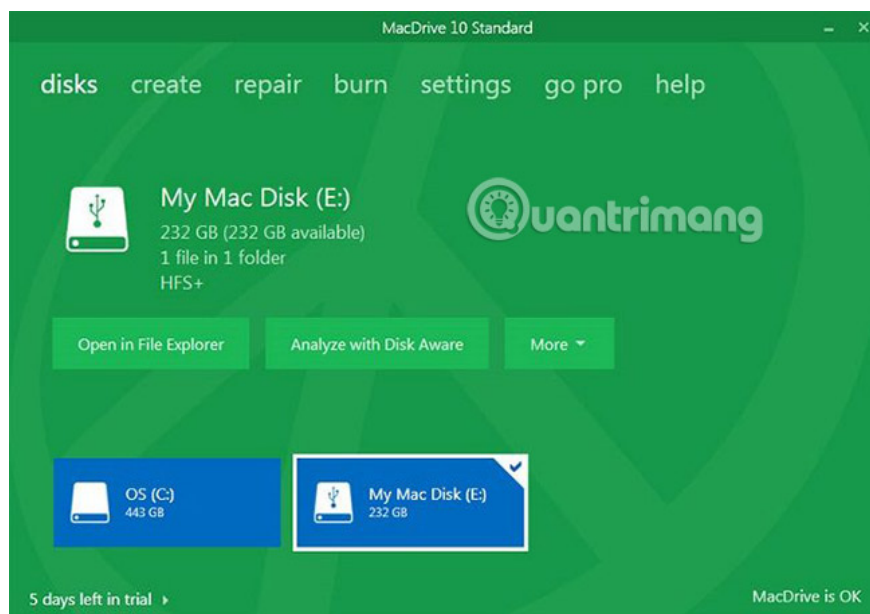 MacDrive 10 Standard
disks create repair burn settings go pro help
My Mac Disk (E:)
232 GB (232 GB available)
1 file in 1 folder
HFS+
Quantrimang
Open in File Explorer
Analyze with Disk Aware
More
OS (C:)
443 GB
My Mac Disk (E:)
232 GB
5 days left in trial
MacDrive is OK